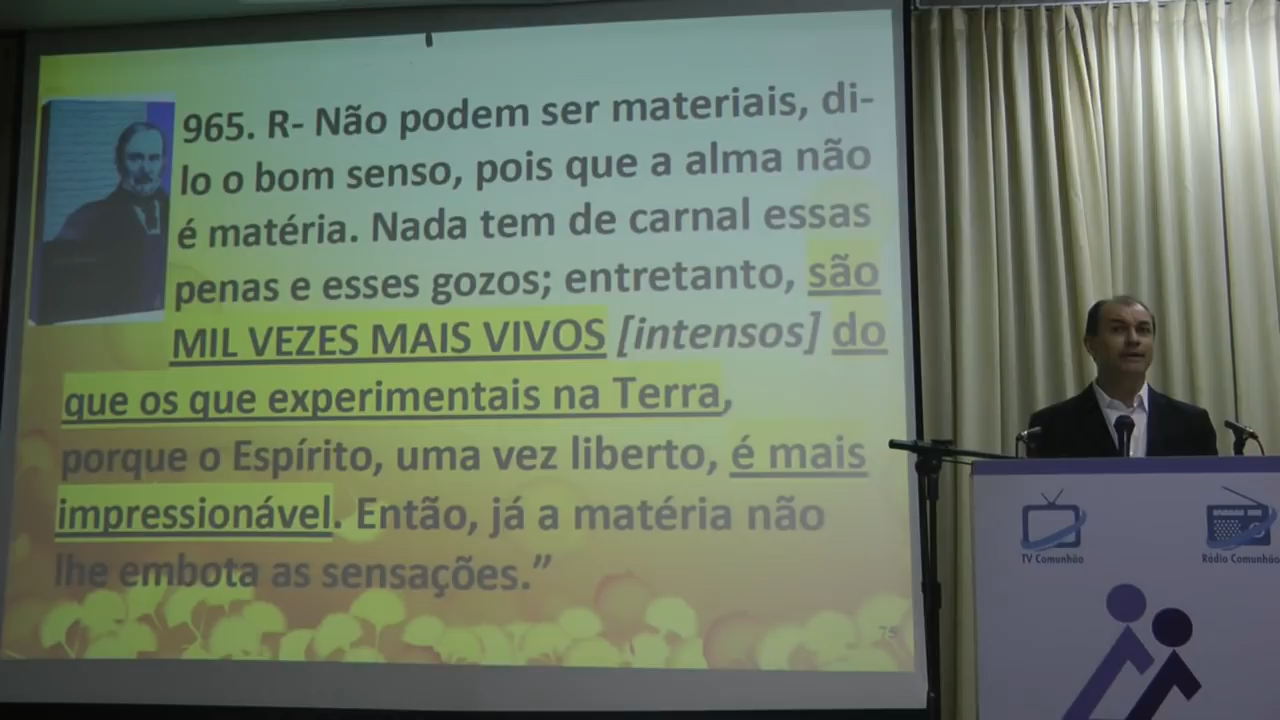 965. R- Não podem ser materiais, di-
lo o bom senso, pois que a alma não
é matéria. Nada tem de carnal essas
penas e esses gozos; entretanto, são
MIL VEZES MAIS VIVOS [intensos] do
que os que experimentais na Terra,
porque o Espírito, uma vez liberto, é mais
impressionável. Então, já a matéria não
lhe embota as sensações.”
75
TV Comunhão
Rádio Comunhão